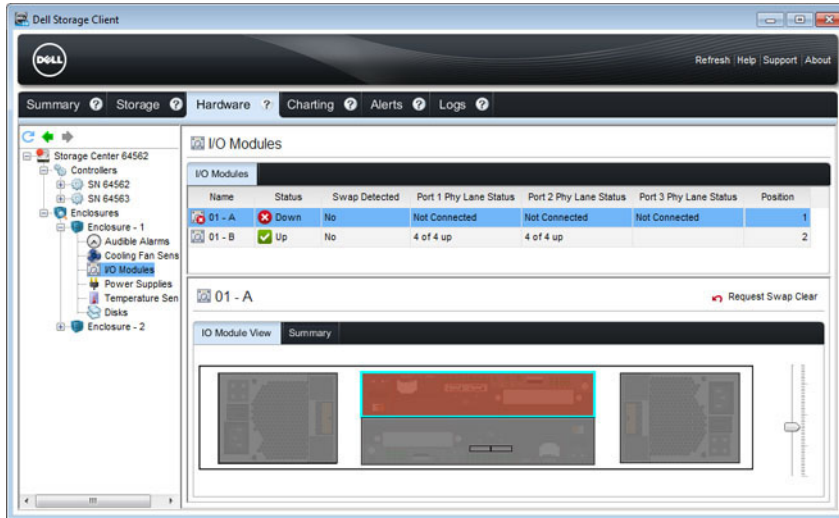 Dell Storage Client
DELL
Refresh Help Support About
Summary ? Storage ? Hardware ? Charting ? Alerts ? Logs ?
Storage Center 64562
Controllers
SN 64562
SN 64563
Enclosures
Enclosure - 1
Audible Alarms
Cooling Fan Sens
I/O Modules
Power Supplies
Temperature Sen
Disks
Enclosure - 2
I/O Modules
I/O Modules
Name Status Swap Detected Port 1 Phy Lane Status Port 2 Phy Lane Status Port 3 Phy Lane Status Position
01 - A Down No Not Connected Not Connected Not Connected 1
01 - B Up No 4 of 4 up 4 of 4 up 2
01 - A
Request Swap Clear
IO Module View Summary